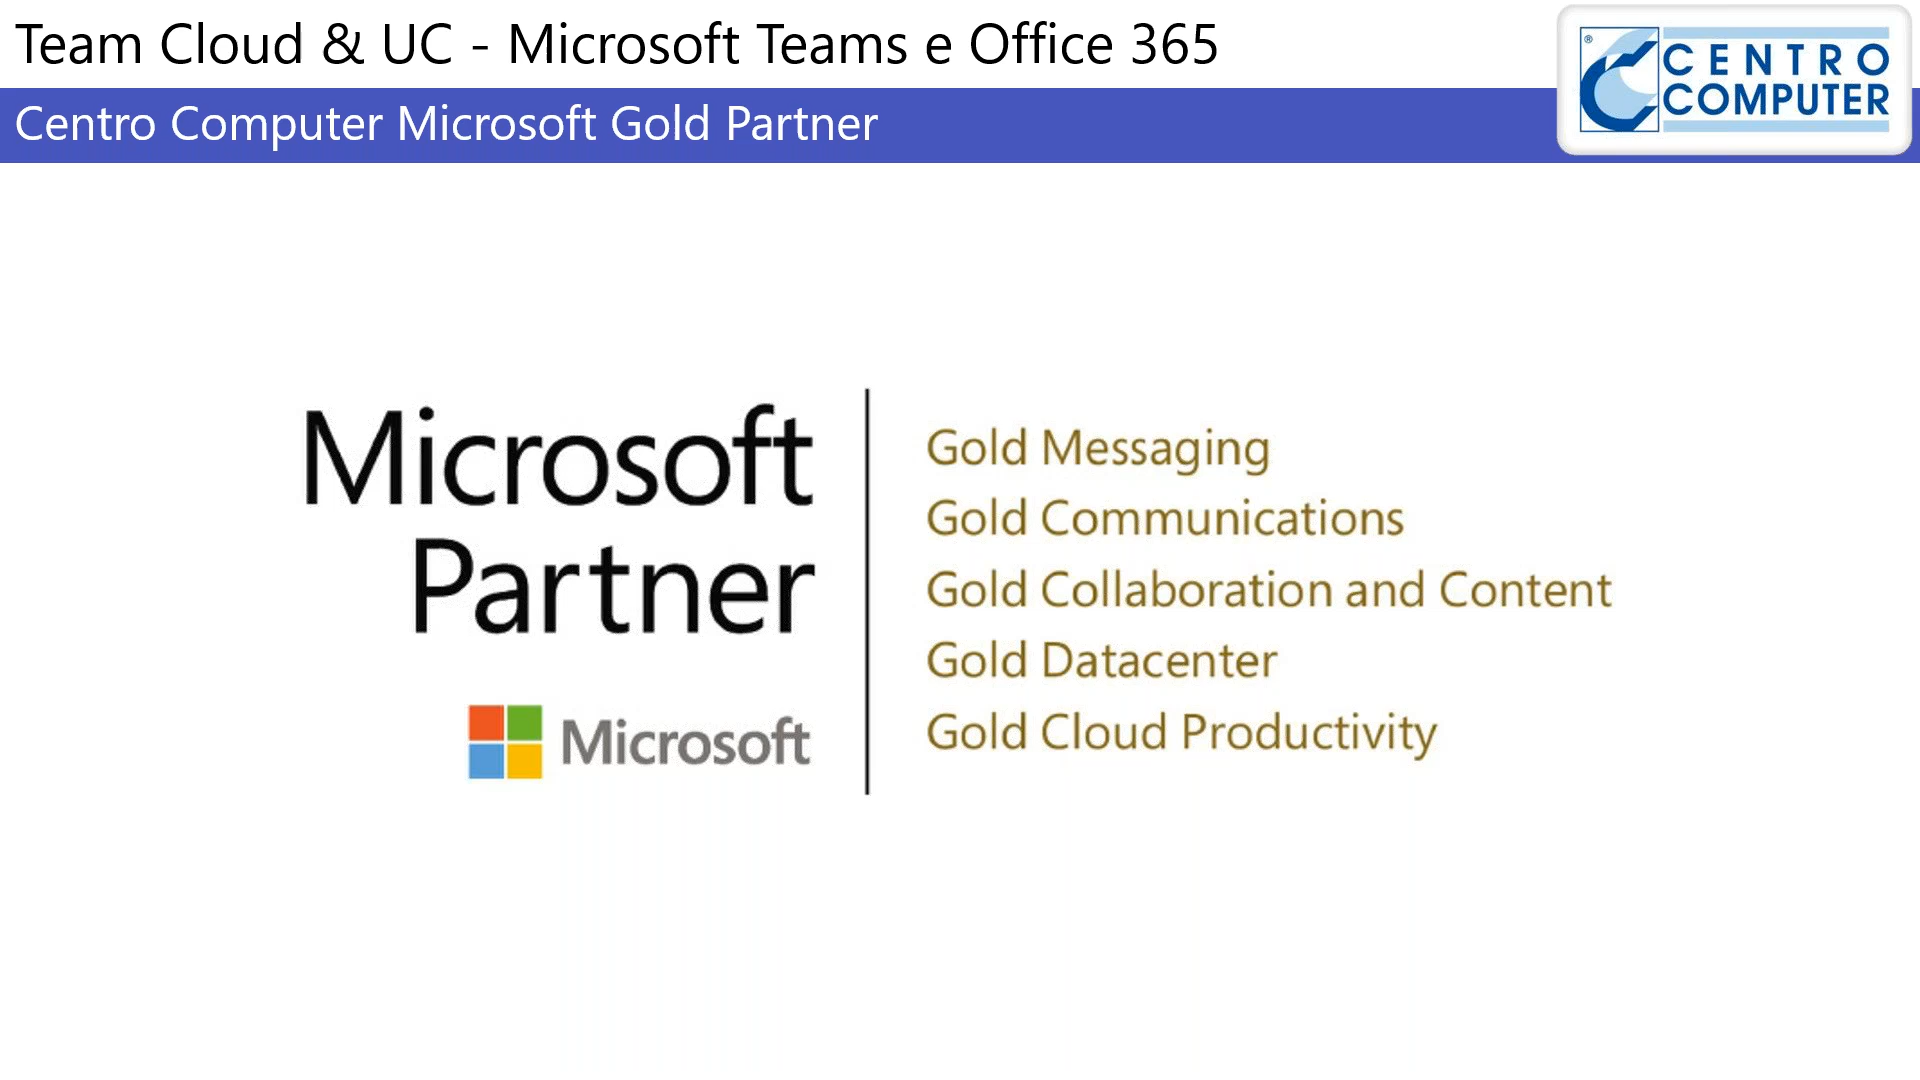 Team Cloud & UC - Microsoft Teams e Office 365
Centro Computer Microsoft Gold Partner
®
CENTRO
COMPUTER
Microsoft
Partner
Microsoft
Gold Messaging
Gold Communications
Gold Collaboration and Content
Gold Datacenter
Gold Cloud Productivity